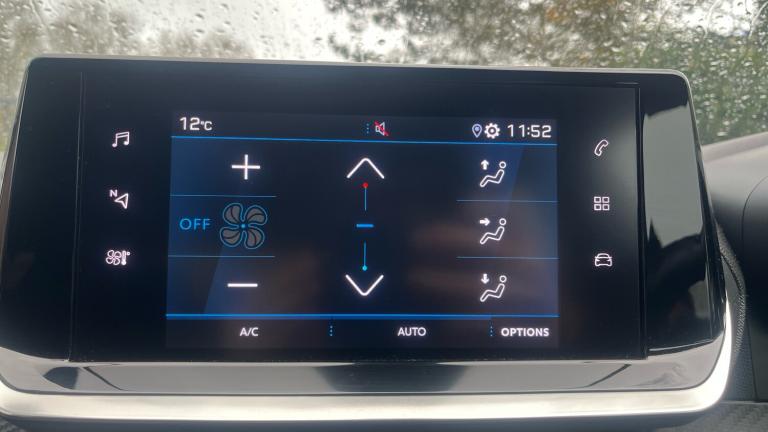 12°C 11:52
N
OFF
A/C AUTO OPTIONS